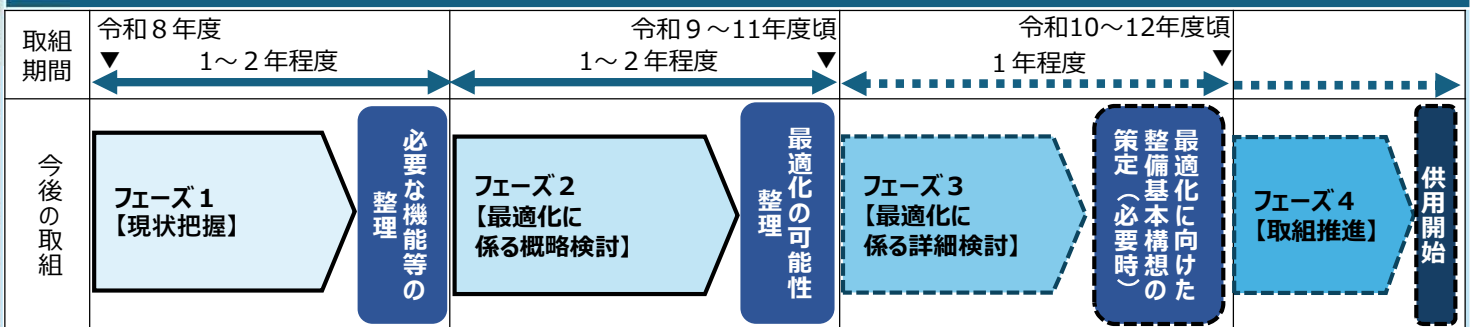 取組
期間
令和８年度
▼
1～２年程度
令和９～11年度頃
1～２年程度
▼
令和10～12年度頃
１年程度
▼
今後の取組
フェーズ１
【現状把握】
必要な機能等の
整理
フェーズ２
【最適化に
係る概略検討】
最適化の可能性
整理
フェーズ３
【最適化に
係る詳細検討】
最適化に向けた
整備基本構想の
策定（必要時）
フェーズ４
【取組推進】
供用開始